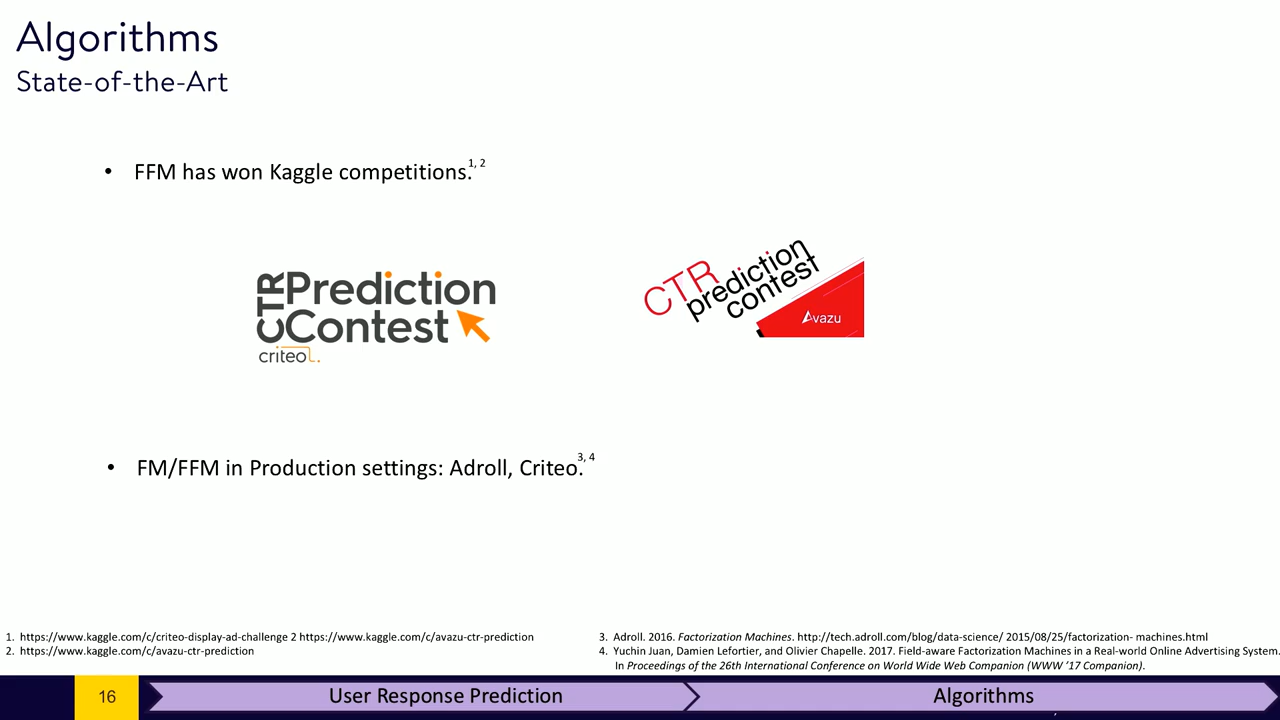 Algorithms
State-of-the-Art
• FFM has won Kaggle competitions.1, 2
CTR
Prediction
Contest
criteo
CTR
prediction
contest
Avazu
• FM/FFM in Production settings: Adroll, Criteo.3, 4
1. https://www.kaggle.com/c/criteo-display-ad-challenge 2 https://www.kaggle.com/c/avazu-ctr-prediction
2. https://www.kaggle.com/c/avazu-ctr-prediction
3. Adroll. 2016. Factorization Machines. http://tech.adroll.com/blog/data-science/ 2015/08/25/factorization- machines.html
4. Yuchin Juan, Damien Lefortier, and Olivier Chapelle. 2017. Field-aware Factorization Machines in a Real-world Online Advertising System.
In Proceedings of the 26th International Conference on World Wide Web Companion (WWW ’17 Companion).
16
User Response Prediction
Algorithms